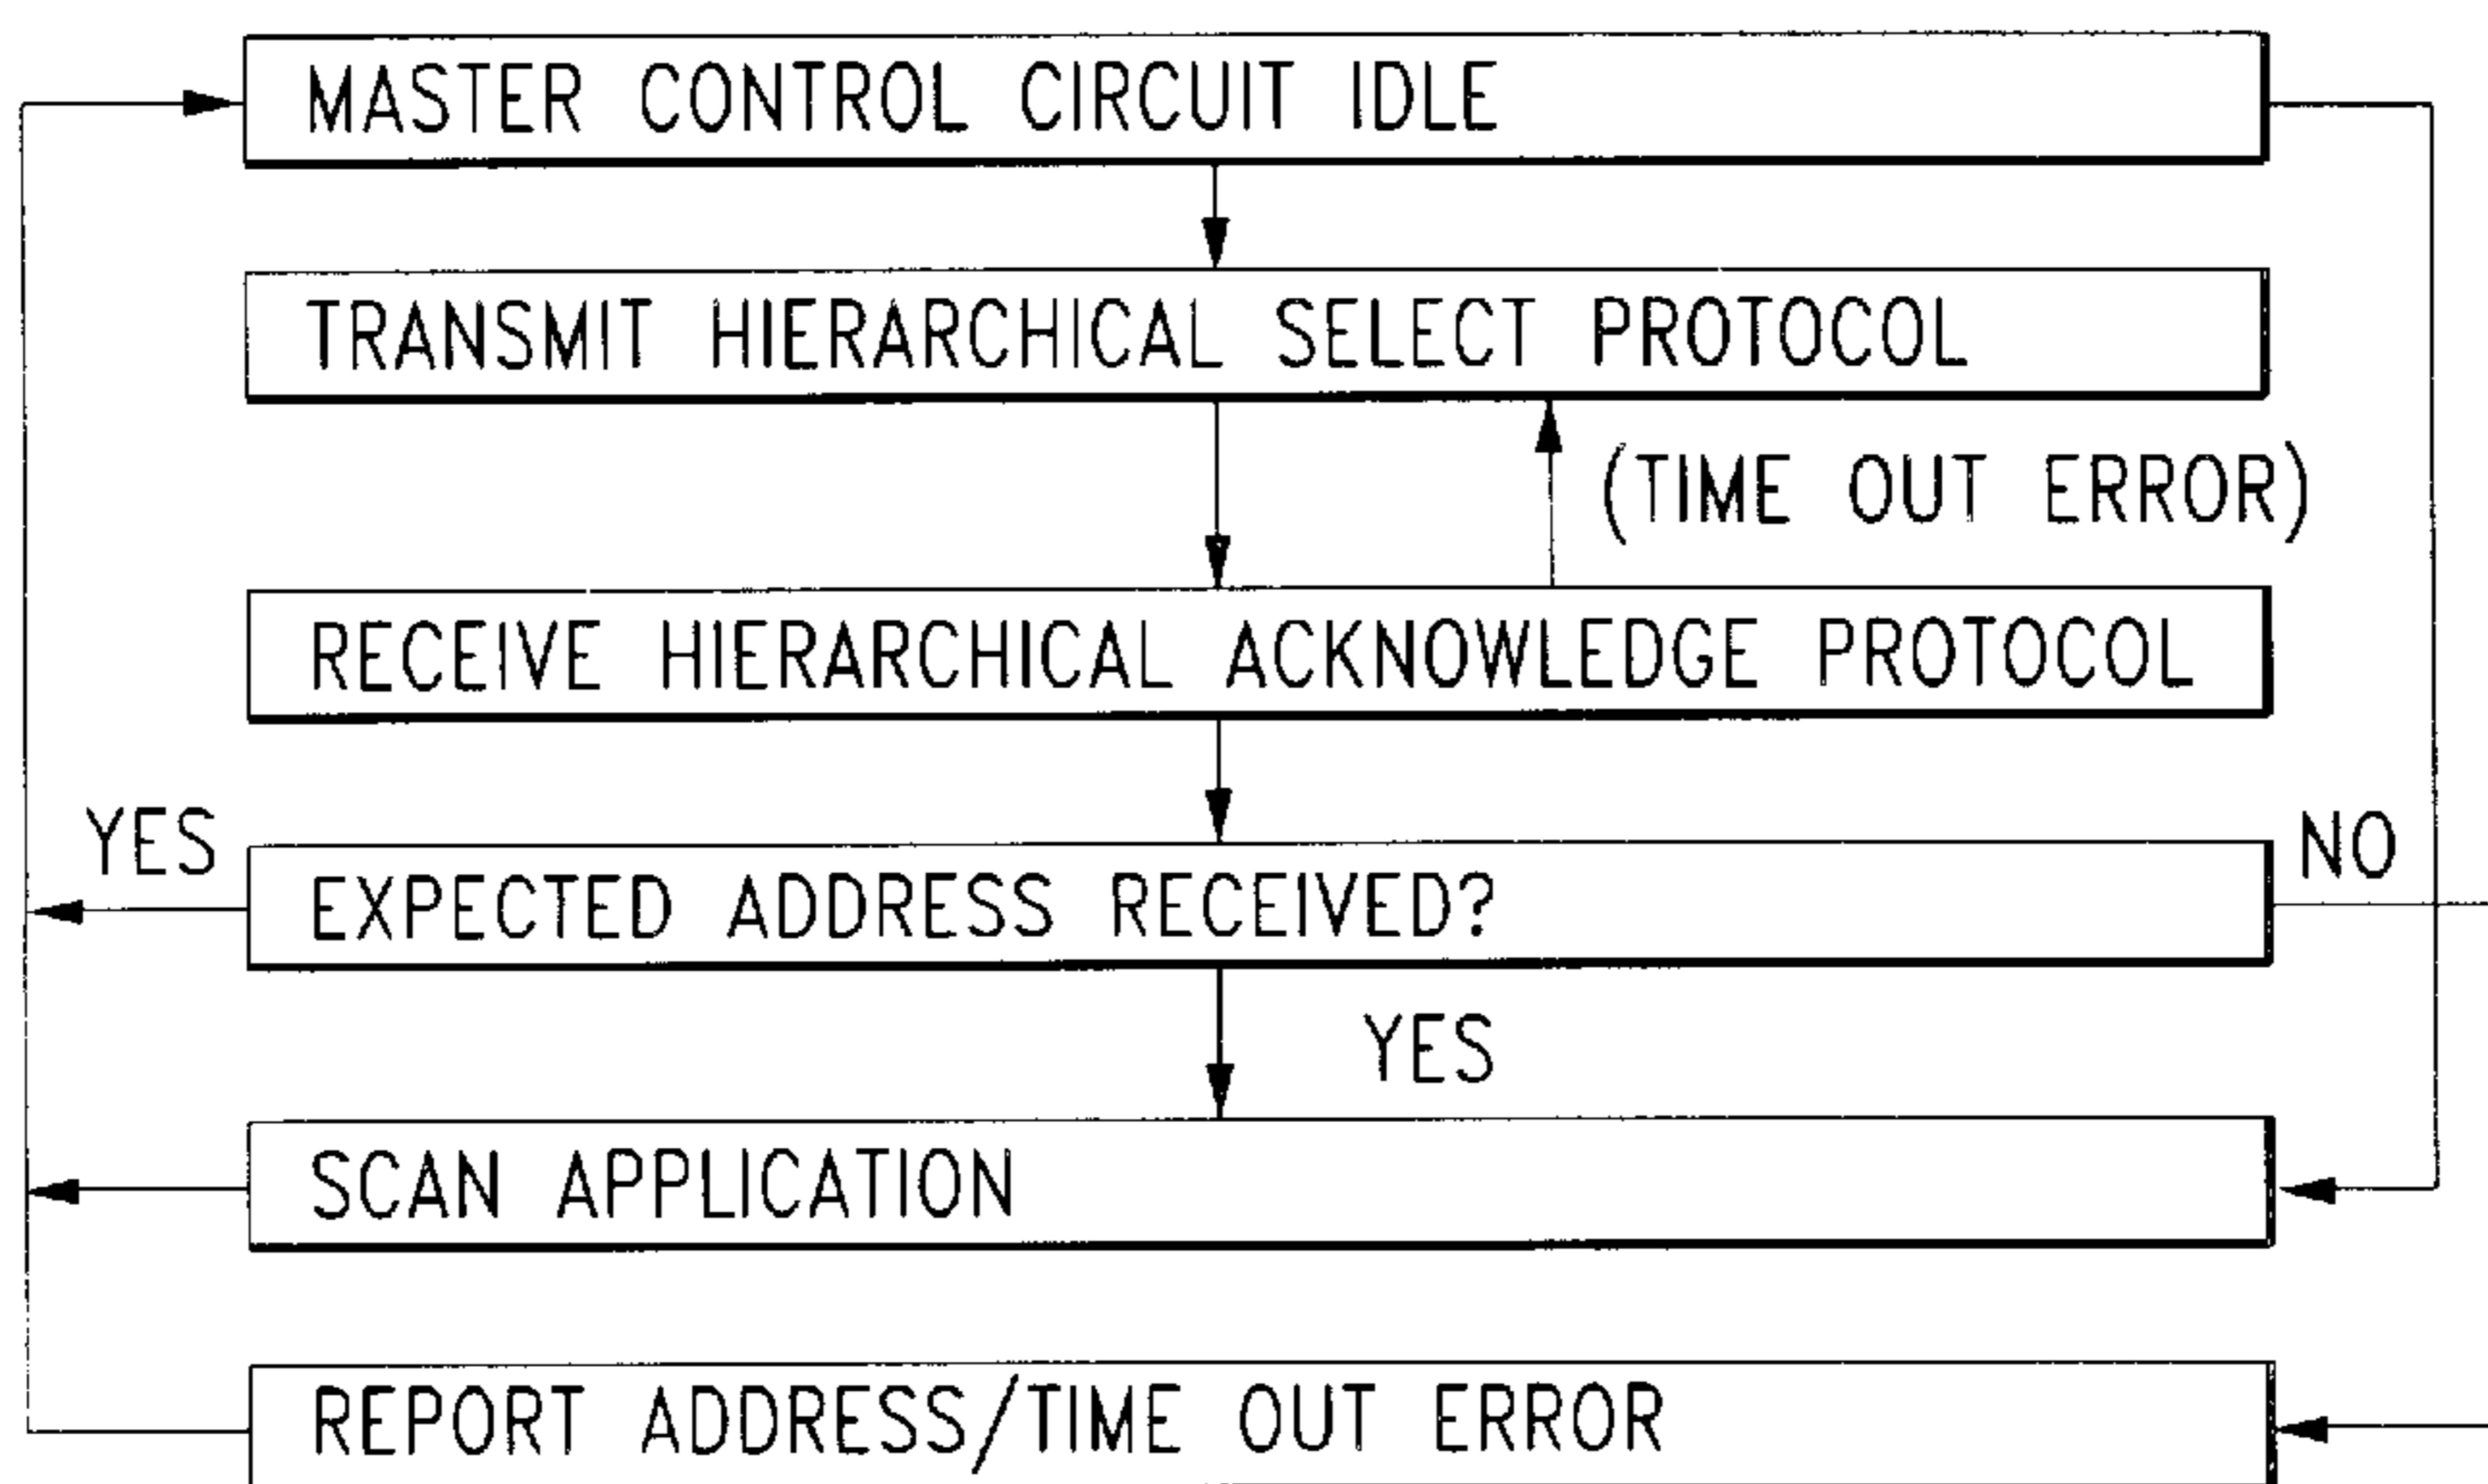 MASTER CONTROL CIRCUIT IDLE
TRANSMIT HIERARCHICAL SELECT PROTOCOL
(TIME OUT ERROR)
RECEIVE HIERARCHICAL ACKNOWLEDGE PROTOCOL
YES
NO
EXPECTED ADDRESS RECEIVED?
YES
SCAN APPLICATION
REPORT ADDRESS/TIME OUT ERROR